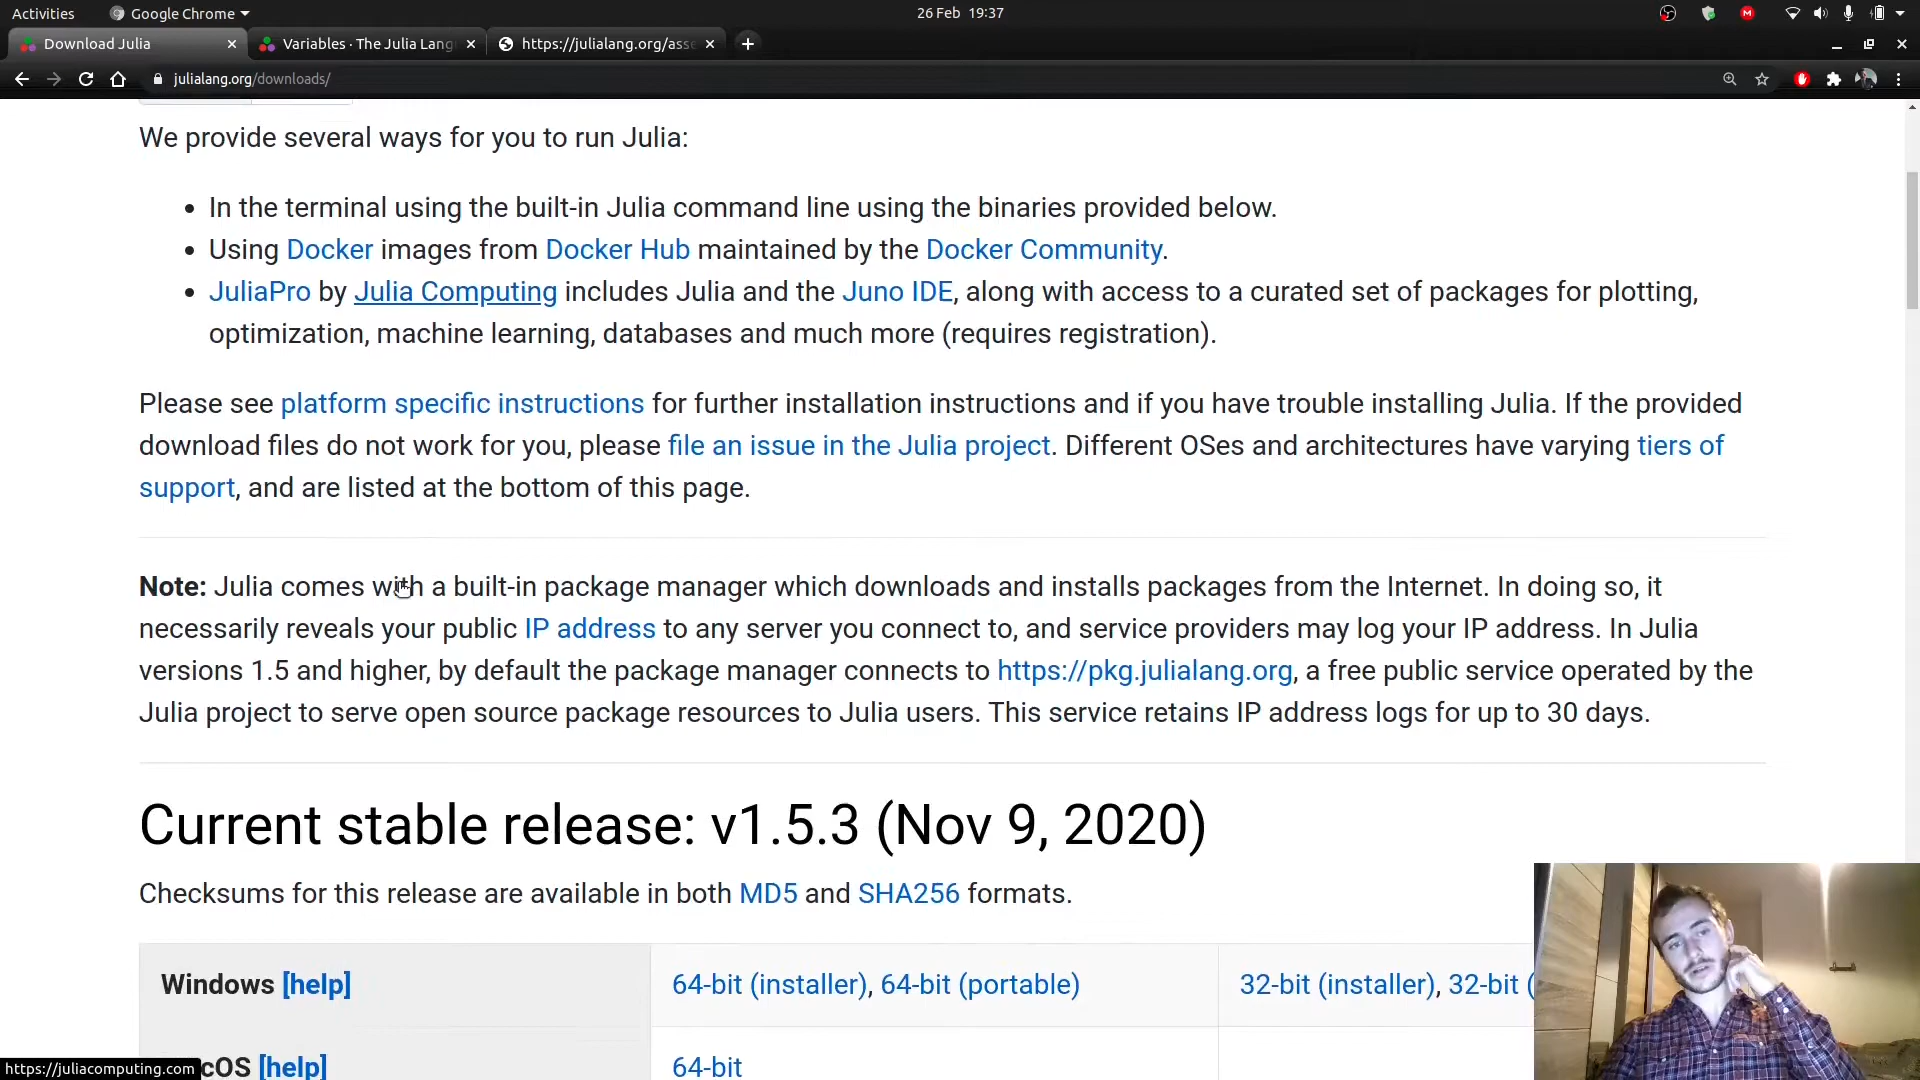 Activities Google Chrome 26 Feb 19:37
Download Julia Variables · The Julia Lang https://julialang.org/asse
julialang.org/downloads/
We provide several ways for you to run Julia:
In the terminal using the built-in Julia command line using the binaries provided below.
Using Docker images from Docker Hub maintained by the Docker Community.
JuliaPro by Julia Computing includes Julia and the Juno IDE, along with access to a curated set of packages for plotting,
optimization, machine learning, databases and much more (requires registration).
Please see platform specific instructions for further installation instructions and if you have trouble installing Julia. If the provided
download files do not work for you, please file an issue in the Julia project. Different OSes and architectures have varying tiers of
support, and are listed at the bottom of this page.
Note: Julia comes with a built-in package manager which downloads and installs packages from the Internet. In doing so, it
necessarily reveals your public IP address to any server you connect to, and service providers may log your IP address. In Julia
versions 1.5 and higher, by default the package manager connects to https://pkg.julialang.org, a free public service operated by the
Julia project to serve open source package resources to Julia users. This service retains IP address logs for up to 30 days.
Current stable release: v1.5.3 (Nov 9, 2020)
Checksums for this release are available in both MD5 and SHA256 formats.
Windows [help] 64-bit (installer), 64-bit (portable) 32-bit (installer), 32-bit (
cOS [help] 64-bit
https://juliacomputing.com